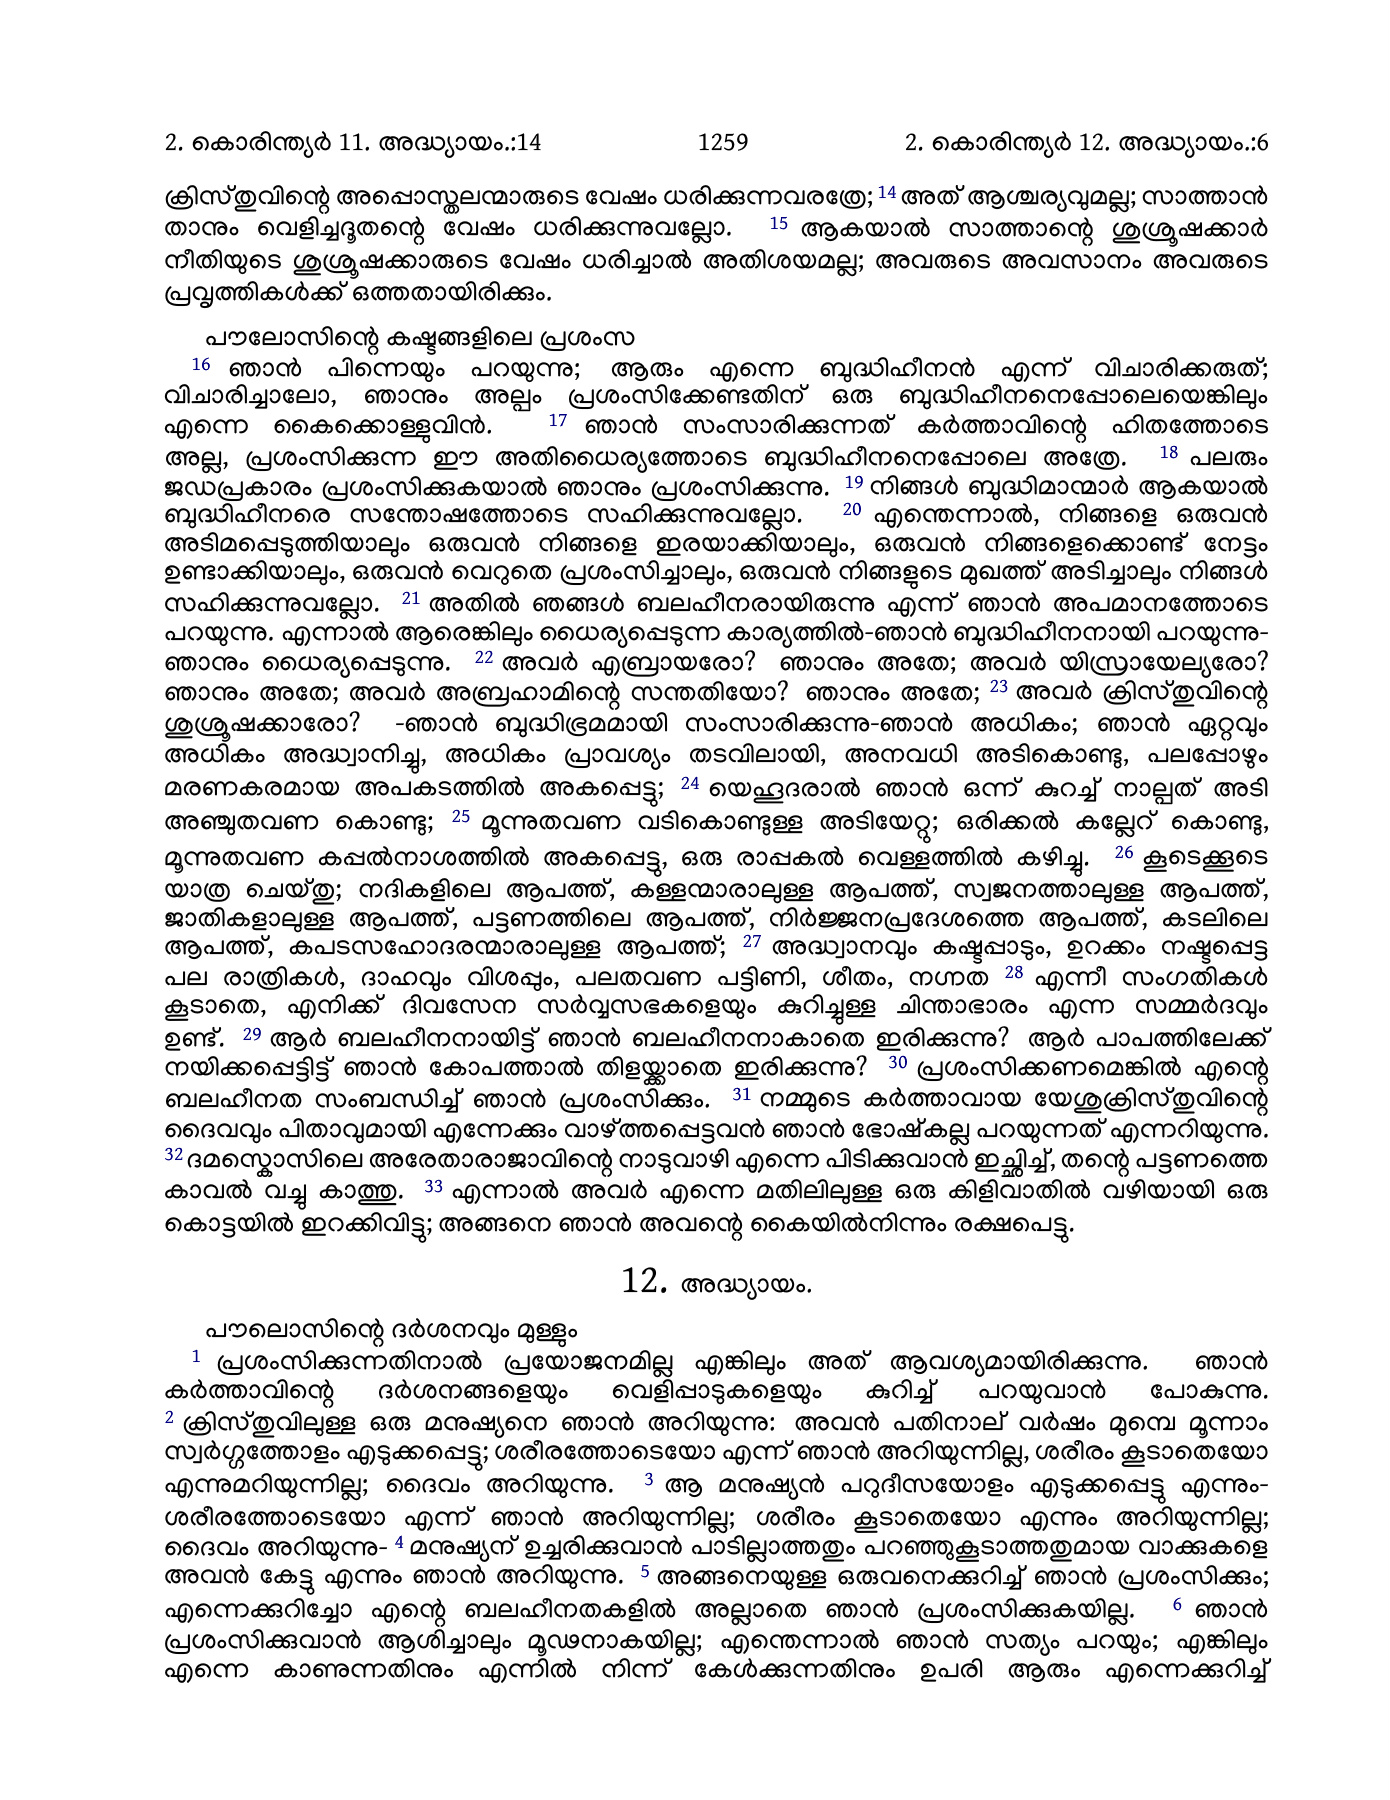 2. കൊരിന്ത്യർ 11. അദ്ധ്യായം.:14 1259 2. കൊരിന്ത്യർ 12. അദ്ധ്യായം.:6
ക്രിസ്തുവിന്റെ അപ്പൊസ്തലന്മാരുടെ വേഷം ധരിക്കുന്നവരത്രേ; 14 അത് ആശ്ചര്യവുമല്ല; സാത്താൻ
താനും വെളിച്ചദൂതന്റെ വേഷം ധരിക്കുന്നുവല്ലോ. 15 ആകയാൽ സാത്താന്റെ ശുശ്രൂഷക്കാർ
നീതിയുടെ ശുശ്രൂഷക്കാരുടെ വേഷം ധരിച്ചാൽ അതിശയമല്ല; അവരുടെ അവസാനം അവരുടെ
പ്രവൃത്തികൾക്ക് ഒത്തതായിരിക്കും.
പൗലോസിന്റെ കഷ്ടങ്ങളിലെ പ്രശംസ
16 ഞാൻ പിന്നെയും പറയുന്നു; ആരും എന്നെ ബുദ്ധിഹീനൻ എന്ന് വിചാരിക്കരുത്;
വിചാരിച്ചാലോ, ഞാനും അല്പം പ്രശംസിക്കേണ്ടതിന് ഒരു ബുദ്ധിഹീനനെപ്പോലെയെങ്കിലും
എന്നെ കൈക്കൊള്ളുവിൻ. 17 ഞാൻ സംസാരിക്കുന്നത് കർത്താവിന്റെ ഹിതത്തോടെ
അല്ല, പ്രശംസിക്കുന്ന ഈ അതിധൈര്യത്തോടെ ബുദ്ധിഹീനനെപ്പോലെ അത്രേ. 18 പലരും
ജഡപ്രകാരം പ്രശംസിക്കുകയാൽ ഞാനും പ്രശംസിക്കുന്നു. 19 നിങ്ങൾ ബുദ്ധിമാന്മാർ ആകയാൽ
ബുദ്ധിഹീനരെ സന്തോഷത്തോടെ സഹിക്കുന്നുവല്ലോ. 20 എന്തെന്നാൽ, നിങ്ങളെ ഒരുവൻ
അടിമപ്പെടുത്തിയാലും ഒരുവൻ നിങ്ങളെ ഇരയാക്കിയാലും, ഒരുവൻ നിങ്ങളെക്കൊണ്ട് നേട്ടം
ഉണ്ടാക്കിയാലും, ഒരുവൻ വെറുതെ പ്രശംസിച്ചാലും, ഒരുവൻ നിങ്ങളുടെ മുഖത്ത് അടിച്ചാലും നിങ്ങൾ
സഹിക്കുന്നുവല്ലോ. 21 അതിൽ ഞങ്ങൾ ബലഹീനരായിരുന്നു എന്ന് ഞാൻ അപമാനത്തോടെ
പറയുന്നു. എന്നാൽ ആരെങ്കിലും ധൈര്യപ്പെടുന്ന കാര്യത്തിൽ-ഞാൻ ബുദ്ധിഹീനനായി പറയുന്നു-
ഞാനും ധൈര്യപ്പെടുന്നു. 22 അവർ എബ്രായരോ? ഞാനും അതേ; അവർ യിസ്രായേല്യരോ?
ഞാനും അതേ; അവർ അബ്രഹാമിന്റെ സന്തതിയോ? ഞാനും അതേ; 23 അവർ ക്രിസ്തുവിന്റെ
ശുശ്രൂഷക്കാരോ? -ഞാൻ ബുദ്ധിഭ്രമമായി സംസാരിക്കുന്നു-ഞാൻ അധികം; ഞാൻ ഏറ്റവും
അധികം അദ്ധ്വാനിച്ചു, അധികം പ്രാവശ്യം തടവിലായി, അനവധി അടികൊണ്ടു, പലപ്പോഴും
മരണകരമായ അപകടത്തിൽ അകപ്പെട്ടു; 24 യെഹൂദരാൽ ഞാൻ ഒന്ന് കുറച്ച് നാല്പത് അടി
അഞ്ചുതവണ കൊണ്ടു; 25 മൂന്നുതവണ വടികൊണ്ടുള്ള അടിയേറ്റു; ഒരിക്കൽ കല്ലേറ് കൊണ്ടു,
മൂന്നുതവണ കപ്പൽനാശത്തിൽ അകപ്പെട്ടു, ഒരു രാപ്പകൽ വെള്ളത്തിൽ കഴിച്ചു. 26 കൂടെക്കൂടെ
യാത്ര ചെയ്തു; നദികളിലെ ആപത്ത്, കള്ളന്മാരാലുള്ള ആപത്ത്, സ്വജനത്താലുള്ള ആപത്ത്,
ജാതികളാലുള്ള ആപത്ത്, പട്ടണത്തിലെ ആപത്ത്, നിർജ്ജനപ്രദേശത്തെ ആപത്ത്, കടലിലെ
ആപത്ത്, കപടസഹോദരന്മാരാലുള്ള ആപത്ത്; 27 അദ്ധ്വാനവും കഷ്ടപ്പാടും, ഉറക്കം നഷ്ടപ്പെട്ട
പല രാത്രികൾ, ദാഹവും വിശപ്പും, പലതവണ പട്ടിണി, ശീതം, നഗ്നത 28 എന്നീ സംഗതികൾ
കൂടാതെ, എനിക്ക് ദിവസേന സർവ്വസഭകളെയും കുറിച്ചുള്ള ചിന്താഭാരം എന്ന സമ്മർദവും
ഉണ്ട്. 29 ആർ ബലഹീനനായിട്ട് ഞാൻ ബലഹീനനാകാതെ ഇരിക്കുന്നു? ആർ പാപത്തിലേക്ക്
നയിക്കപ്പെട്ടിട്ട് ഞാൻ കോപത്താൽ തിളയ്ക്കാതെ ഇരിക്കുന്നു? 30 പ്രശംസിക്കണമെങ്കിൽ എന്റെ
ബലഹീനത സംബന്ധിച്ച് ഞാൻ പ്രശംസിക്കും. 31 നമ്മുടെ കർത്താവായ യേശുക്രിസ്തുവിന്റെ
ദൈവവും പിതാവുമായി എന്നേക്കും വാഴ്ത്തപ്പെട്ടവൻ ഞാൻ ഭോഷ്കല്ല പറയുന്നത് എന്നറിയുന്നു.
32 ദമസ്കൊസിലെ അരേതാരാജാവിന്റെ നാടുവാഴി എന്നെ പിടിക്കുവാൻ ഇച്ഛിച്ച്, തന്റെ പട്ടണത്തെ
കാവൽ വച്ചു കാത്തു. 33 എന്നാൽ അവർ എന്നെ മതിലിലുള്ള ഒരു കിളിവാതിൽ വഴിയായി ഒരു
കൊട്ടയിൽ ഇറക്കിവിട്ടു; അങ്ങനെ ഞാൻ അവന്റെ കൈയിൽനിന്നും രക്ഷപെട്ടു.
12. അദ്ധ്യായം.
പൗലൊസിന്റെ ദർശനവും മുള്ളും
1 പ്രശംസിക്കുന്നതിനാൽ പ്രയോജനമില്ല എങ്കിലും അത് ആവശ്യമായിരിക്കുന്നു. ഞാൻ
കർത്താവിന്റെ ദർശനങ്ങളെയും വെളിപ്പാടുകളെയും കുറിച്ച് പറയുവാൻ പോകുന്നു.
2 ക്രിസ്തുവിലുള്ള ഒരു മനുഷ്യനെ ഞാൻ അറിയുന്നു: അവൻ പതിനാല് വർഷം മുമ്പെ മൂന്നാം
സ്വർഗ്ഗത്തോളം എടുക്കപ്പെട്ടു; ശരീരത്തോടെയോ എന്ന് ഞാൻ അറിയുന്നില്ല, ശരീരം കൂടാതെയോ
എന്നുമറിയുന്നില്ല; ദൈവം അറിയുന്നു. 3 ആ മനുഷ്യൻ പറുദീസയോളം എടുക്കപ്പെട്ടു എന്നും-
ശരീരത്തോടെയോ എന്ന് ഞാൻ അറിയുന്നില്ല; ശരീരം കൂടാതെയോ എന്നും അറിയുന്നില്ല;
ദൈവം അറിയുന്നു- 4 മനുഷ്യന് ഉച്ചരിക്കുവാൻ പാടില്ലാത്തതും പറഞ്ഞുകൂടാത്തതുമായ വാക്കുകളെ
അവൻ കേട്ടു എന്നും ഞാൻ അറിയുന്നു. 5 അങ്ങനെയുള്ള ഒരുവനെക്കുറിച്ച് ഞാൻ പ്രശംസിക്കും;
എന്നെക്കുറിച്ചോ എന്റെ ബലഹീനതകളിൽ അല്ലാതെ ഞാൻ പ്രശംസിക്കുകയില്ല. 6 ഞാൻ
പ്രശംസിക്കുവാൻ ആശിച്ചാലും മൂഢനാകയില്ല; എന്തെന്നാൽ ഞാൻ സത്യം പറയും; എങ്കിലും
എന്നെ കാണുന്നതിനും എന്നിൽ നിന്ന് കേൾക്കുന്നതിനും ഉപരി ആരും എന്നെക്കുറിച്ച്